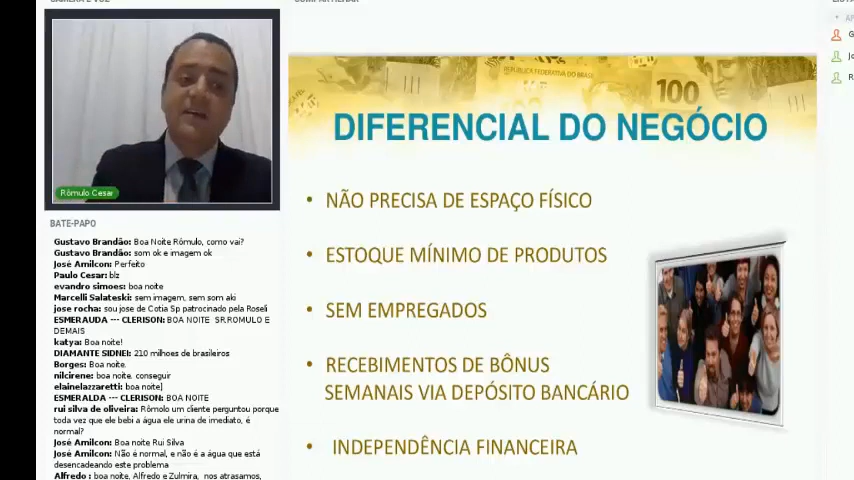 Rômulo Cesar
BATE-PAPO
Gustavo Brandão: Boa Noite Rômulo, como vai?
Gustavo Brandão: som ok e imagem ok
José Amilcon: Perfeito
Paulo Cesar: blz
evandro simoes: boa noite
Marcelli Salateski: sem imagem, sem som aki
jose rocha: sou jose de Cotia Sp patrocinado pela Roseli
ESMERAUDA --- CLERISON: BOA NOITE SR.ROMULO E
DEMAIS
katya: Boa noite!
DIAMANTE SIDNEI: 210 milhoes de brasileiros
Borges: Boa noite.
nilcirene: boa noite. conseguir
elainelazzaretti: boa noite]
ESMERALDA --- CLERISON: BOA NOITE
rui silva de oliveira: Rômulo um cliente perguntou porque
toda vez que ele bebi a água ele urina de imediato, é
normal?
José Amilcon: Boa noite Rui Silva
José Amilcon: Não é normal, e não é a água que está
desencadeando este problema
Alfredo : boa noite, Alfredo e Zulmira, nos atrasamos,
REPÚBLICA FEDERATIVA DO BRASIL
100
DIFERENCIAL DO NEGÓCIO
• NÃO PRECISA DE ESPAÇO FÍSICO
• ESTOQUE MÍNIMO DE PRODUTOS
• SEM EMPREGADOS
• RECEBIMENTOS DE BÔNUS
SEMANAIS VIA DEPÓSITO BANCÁRIO
• INDEPENDÊNCIA FINANCEIRA